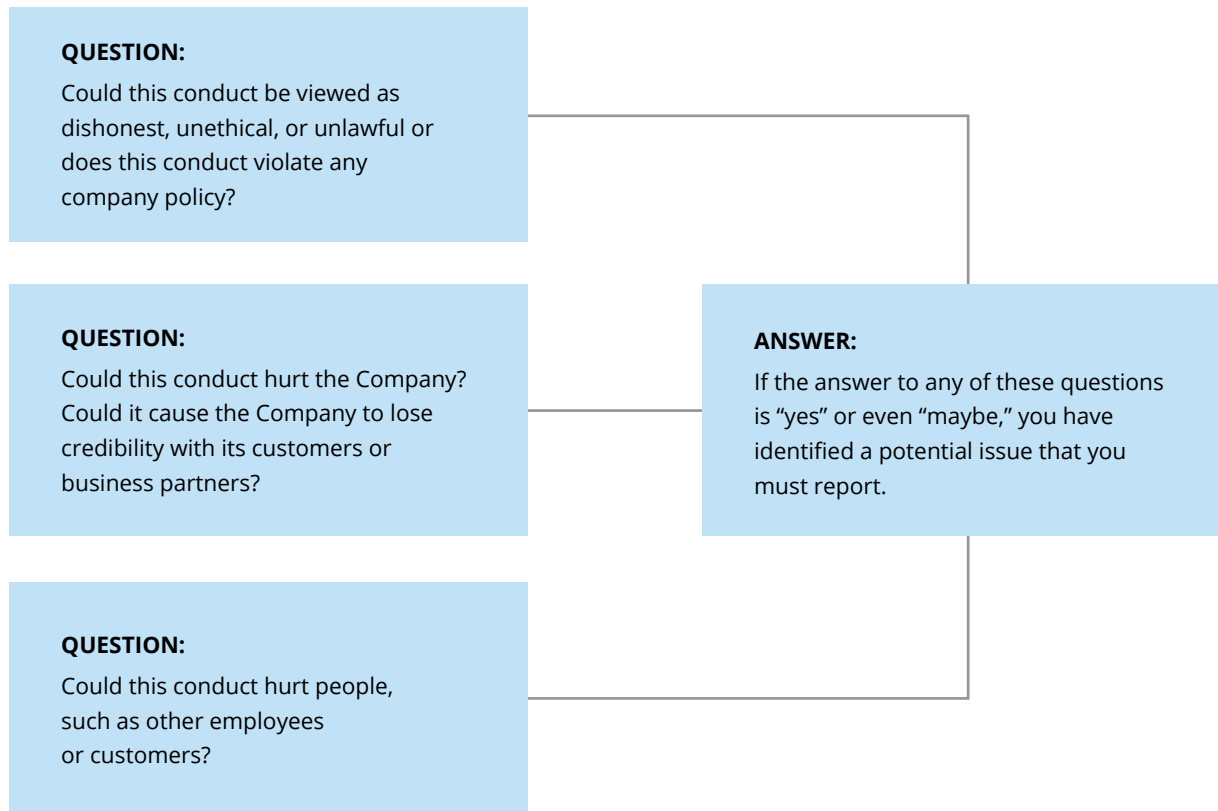 QUESTION:
Could this conduct be viewed as
dishonest, unethical, or unlawful or
does this conduct violate any
company policy?
QUESTION:
Could this conduct hurt the Company?
Could it cause the Company to lose
credibility with its customers or
business partners?
QUESTION:
Could this conduct hurt people,
such as other employees
or customers?
ANSWER:
If the answer to any of these questions
is “yes” or even “maybe,” you have
identified a potential issue that you
must report.